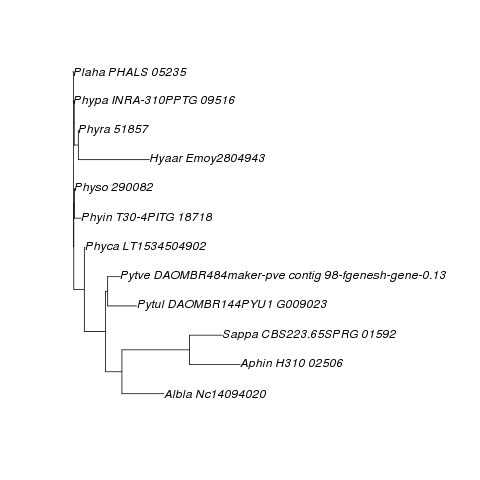 Plaha PHALS 05235
Phypa INRA-310PPTG 09516
Phyra 51857
Hyaar Emoy2804943
Physo 290082
Phyin T30-4PITG 18718
Phyca LT1534504902
Pytve DAOMBR484maker-pve contig 98-fgenesh-gene-0.13
Pytul DAOMBR144PYU1 G009023
Sappa CBS223.65SPRG 01592
Aphin H310 02506
Albla Nc14094020